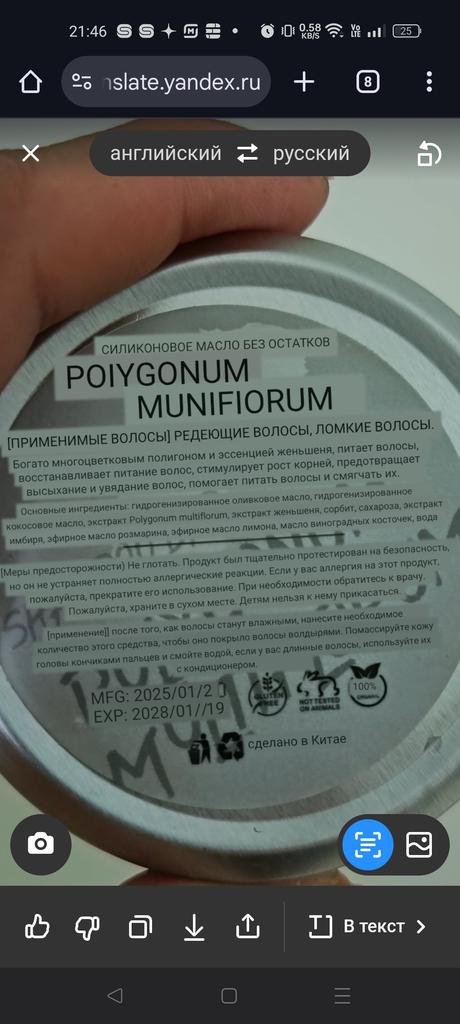 21:46
0.58 KB/S
Vo LTE
25
nslate.yandex.ru
8
английский русский
СИЛИКОНОВОЕ МАСЛО БЕЗ ОСТАТКОВ
POIYGONUM
MUNIFIORUM
[ПРИМЕНИМЫЕ ВОЛОСЫ] РЕДЕЮЩИЕ ВОЛОСЫ, ЛОМКИЕ ВОЛОСЫ.
Богато многоцветковым полигоном и эссенцией женьшеня, питает волосы,
восстанавливает питание волос, стимулирует рост корней, предотвращает
высыхание и увядание волос, помогает питать волосы и смягчать их.
Основные ингредиенты: гидрогенизированное оливковое масло, гидрогенизированное
кокосовое масло, экстракт Polygonum multiflorum, экстракт женьшеня, сорбит, сахароза, экстракт
имбиря, эфирное масло розмарина, эфирное масло лимона, масло виноградных косточек, вода
[Меры предосторожности) Не глотать. Продукт был тщательно протестирован на безопасность,
но он не устраняет полностью аллергические реакции. Если у вас аллергия на этот продукт,
пожалуйста, прекратите его использование. При необходимости обратитесь к врачу.
Пожалуйста, храните в сухом месте. Детям нельзя к нему прикасаться.
[применение]] после того, как волосы станут влажными, нанесите необходимое
количество этого средства, чтобы оно покрыло волосы волдырями. Помассируйте кожу
головы кончиками пальцев и смойте водой, если у вас длинные волосы, используйте их
с кондиционером.
MFG: 2025/01/2
EXP: 2028/01//19
GLUTEN FREE
NOT TESTED ON ANIMALS
100% ORGANIC
сделано в Китае
В текст